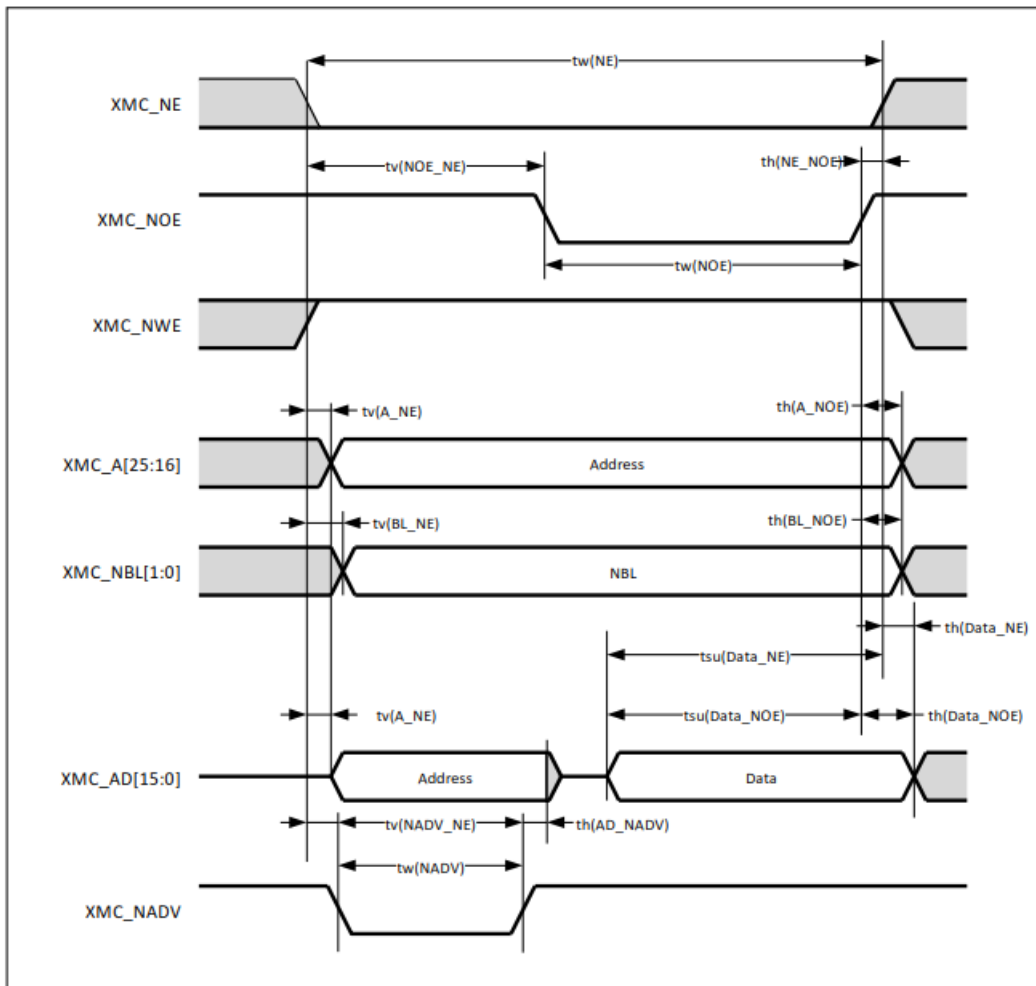 tw(NE)
XMC_NE
tv(NOE_NE)
th(NE_NOE)
XMC_NOE
tw(NOE)
XMC_NWE
tv(A_NE)
th(A_NOE)
XMC_A[25:16]
Address
tv(BL_NE)
th(BL_NOE)
XMC_NBL[1:0]
NBL
th(Data_NE)
tsu(Data_NE)
tv(A_NE)
tsu(Data_NOE)
th(Data_NOE)
XMC_AD[15:0]
Address
Data
tv(NADV_NE)
th(AD_NADV)
tw(NADV)
XMC_NADV